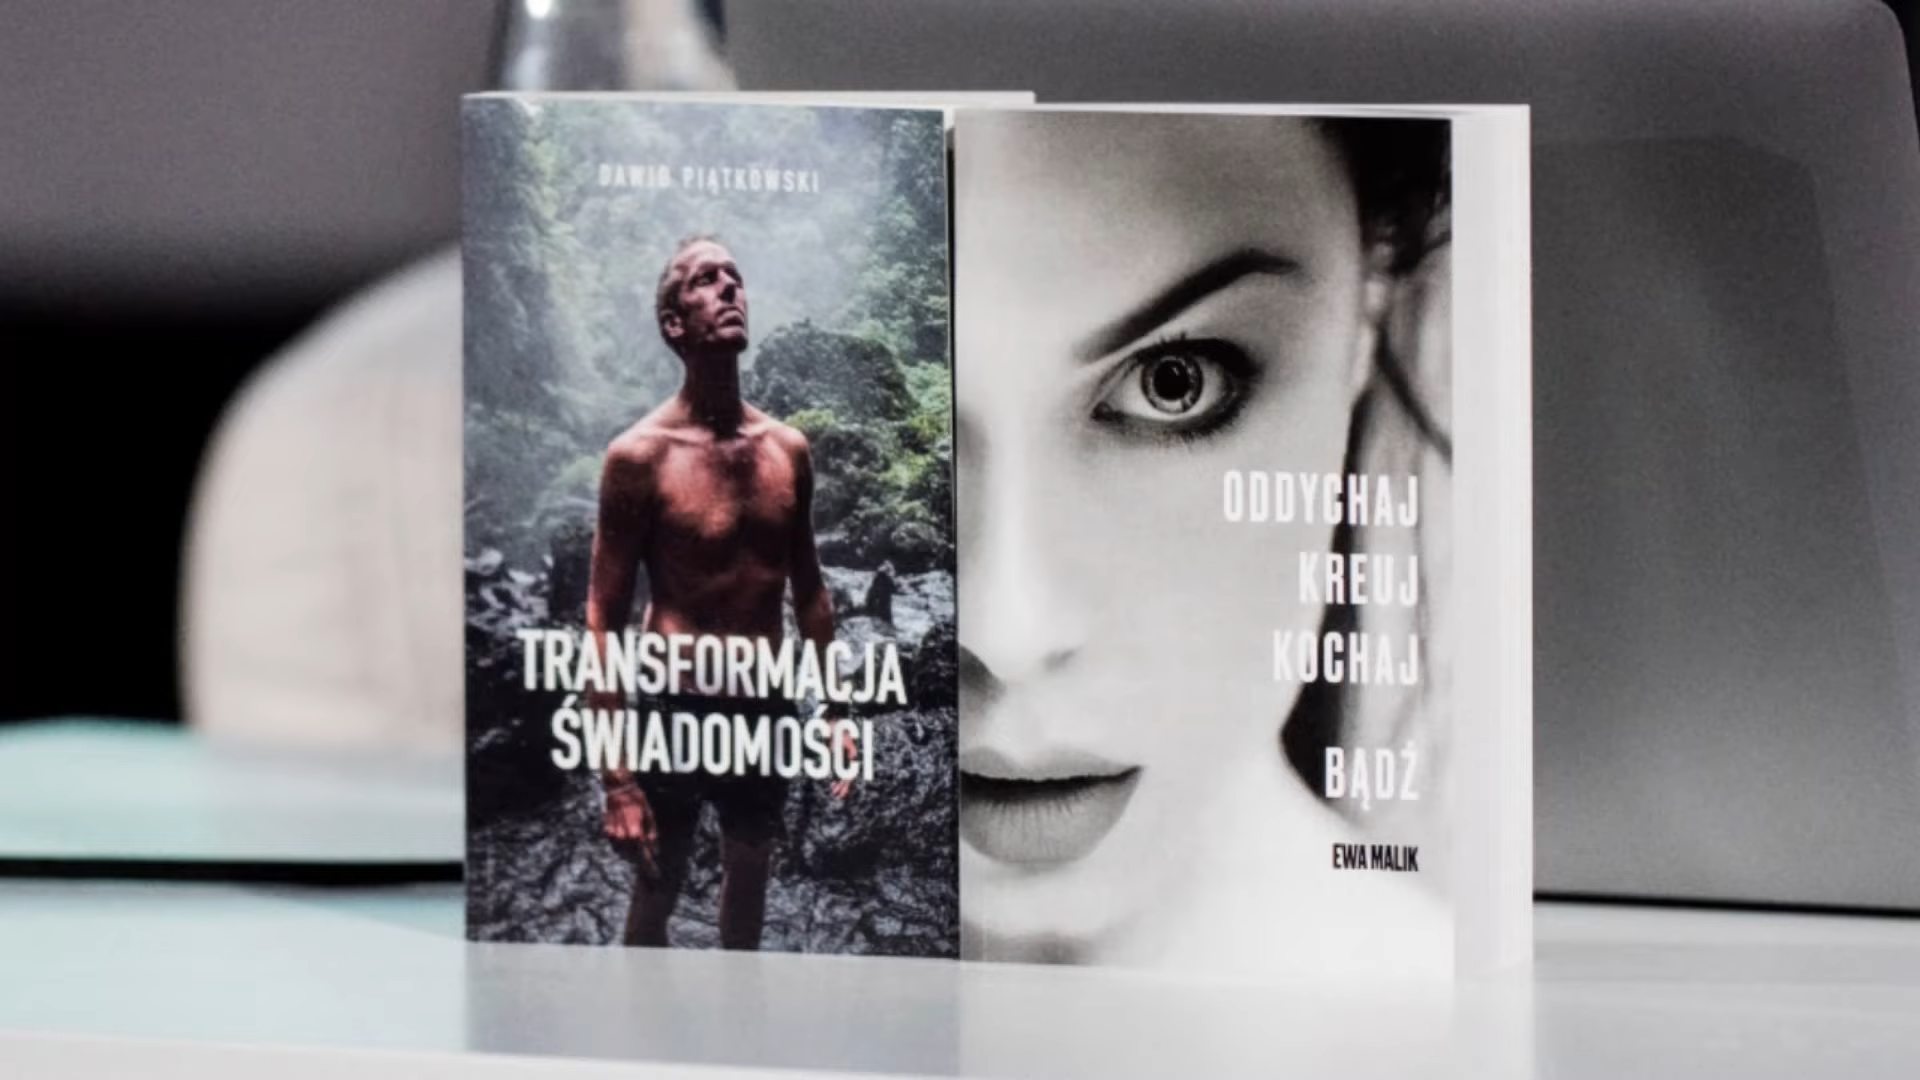 DAWID PIĄTKOWSKI
TRANSFORMACJA
ŚWIADOMOŚCI
ODDYCHAJ
KREUJ
KOCHAJ
BĄDŹ
EWA MALIK